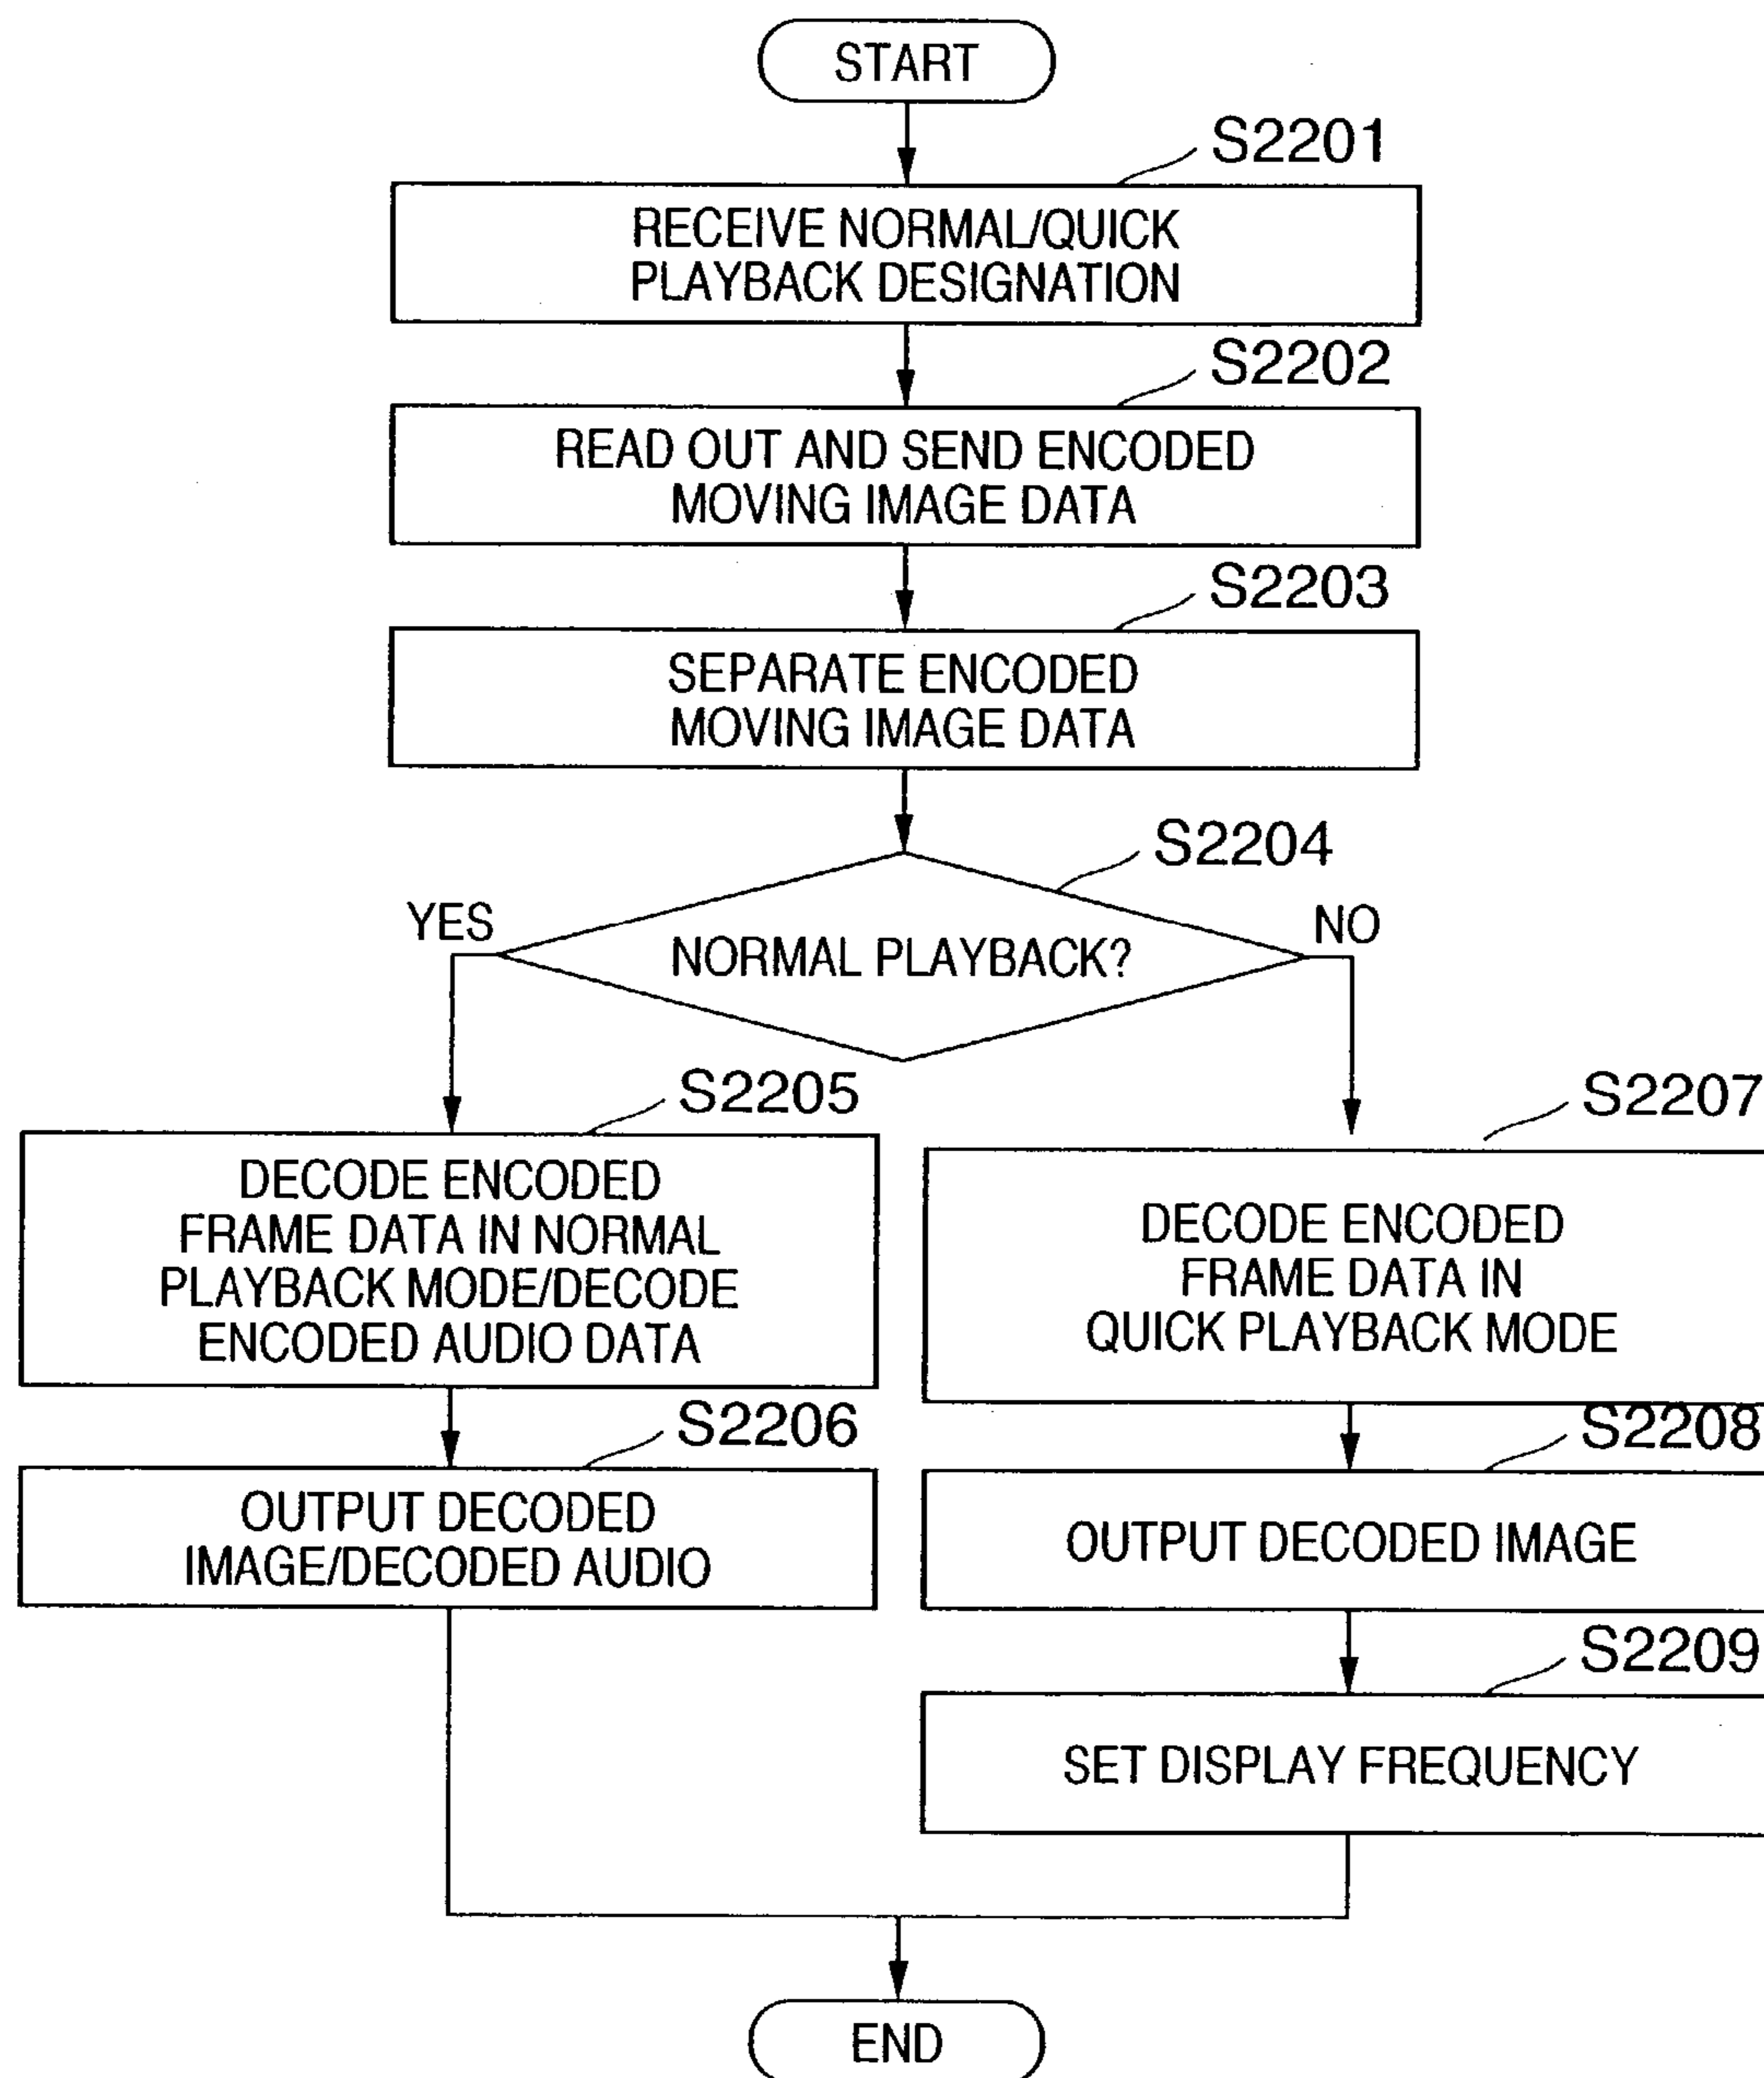 START
S2201
RECEIVE NORMAL/QUICK
PLAYBACK DESIGNATION
S2202
READ OUT AND SEND ENCODED
MOVING IMAGE DATA
S2203
SEPARATE ENCODED
MOVING IMAGE DATA
S2204
YES
NORMAL PLAYBACK?
NO
S2205
DECODE ENCODED
FRAME DATA IN NORMAL
PLAYBACK MODE/DECODE
ENCODED AUDIO DATA
S2206
OUTPUT DECODED
IMAGE/DECODED AUDIO
S2207
DECODE ENCODED
FRAME DATA IN
QUICK PLAYBACK MODE
S2208
OUTPUT DECODED IMAGE
S2209
SET DISPLAY FREQUENCY
END